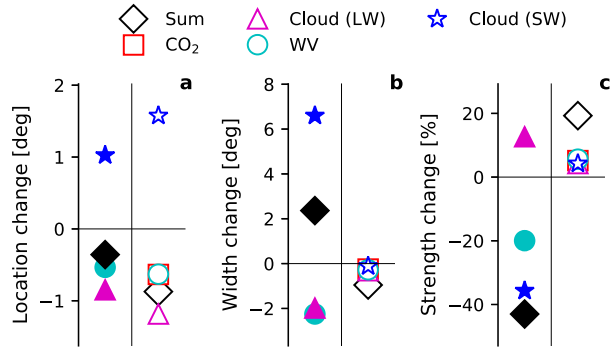 Sum
Cloud (LW)
Cloud (SW)
CO₂
WV
a
b
c
Location change [deg]
2
1
0
−1
Width change [deg]
8
6
4
2
0
−2
Strength change [%]
20
0
−20
−40